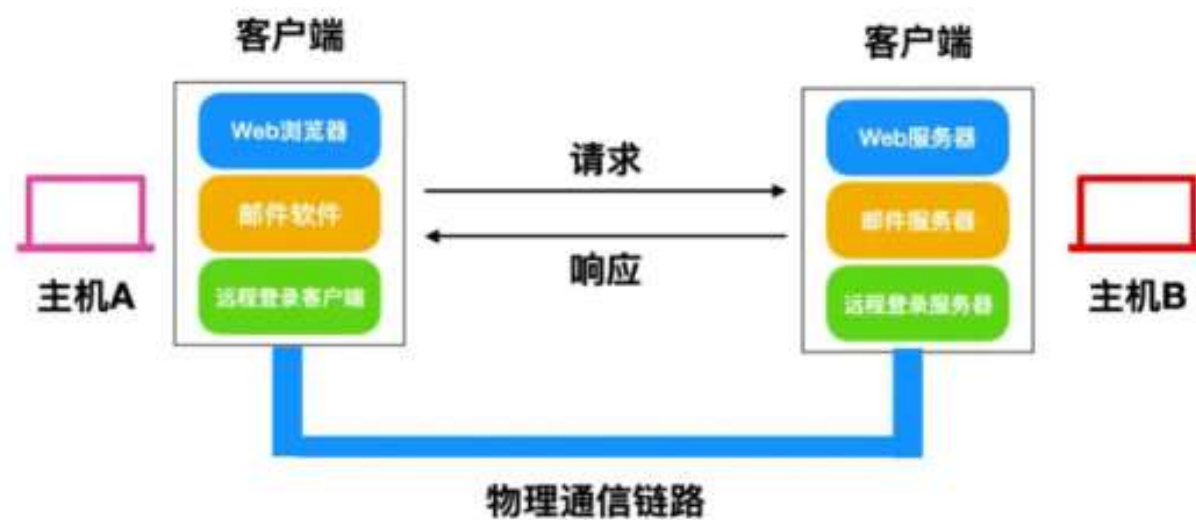 客户端
客户端
Web浏览器
Web服务器
请求
邮件软件
邮件服务器
响应
主机A
主机B
远程登录客户端
远程登录服务器
物理通信链路